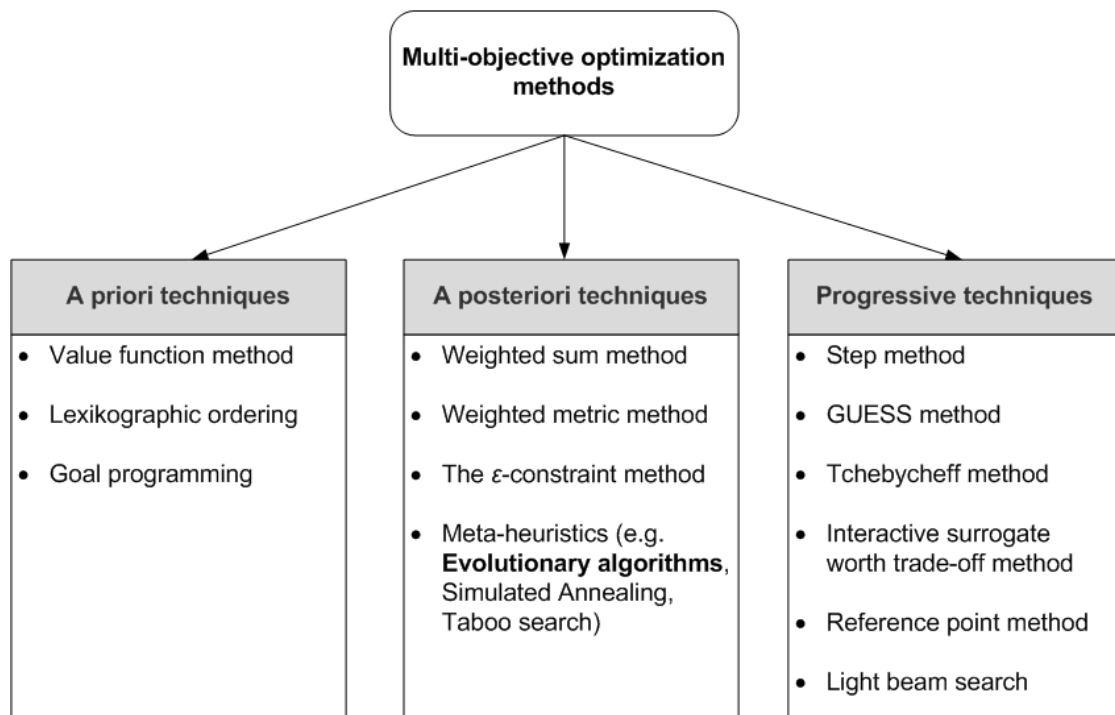 Multi-objective optimization
methods
A priori techniques
• Value function method
• Lexikographic ordering
• Goal programming
A posteriori techniques
• Weighted sum method
• Weighted metric method
• The ε-constraint method
• Meta-heuristics (e.g.
Evolutionary algorithms,
Simulated Annealing,
Taboo search)
Progressive techniques
• Step method
• GUESS method
• Tchebycheff method
• Interactive surrogate
worth trade-off method
• Reference point method
• Light beam search